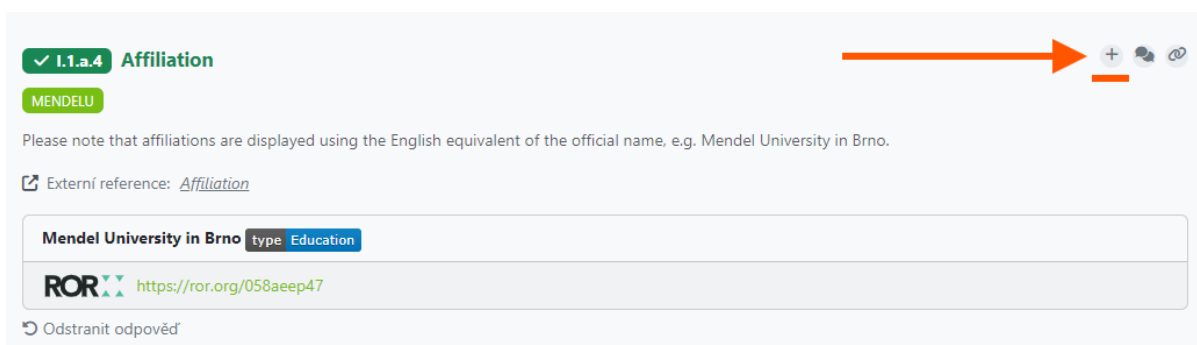 I.1.a.4 Affiliation
MENDELU
Please note that affiliations are displayed using the English equivalent of the official name, e.g. Mendel University in Brno.
Externí reference: Affiliation
Mendel University in Brno type Education
ROR https://ror.org/058aeep47
Odstranit odpověď